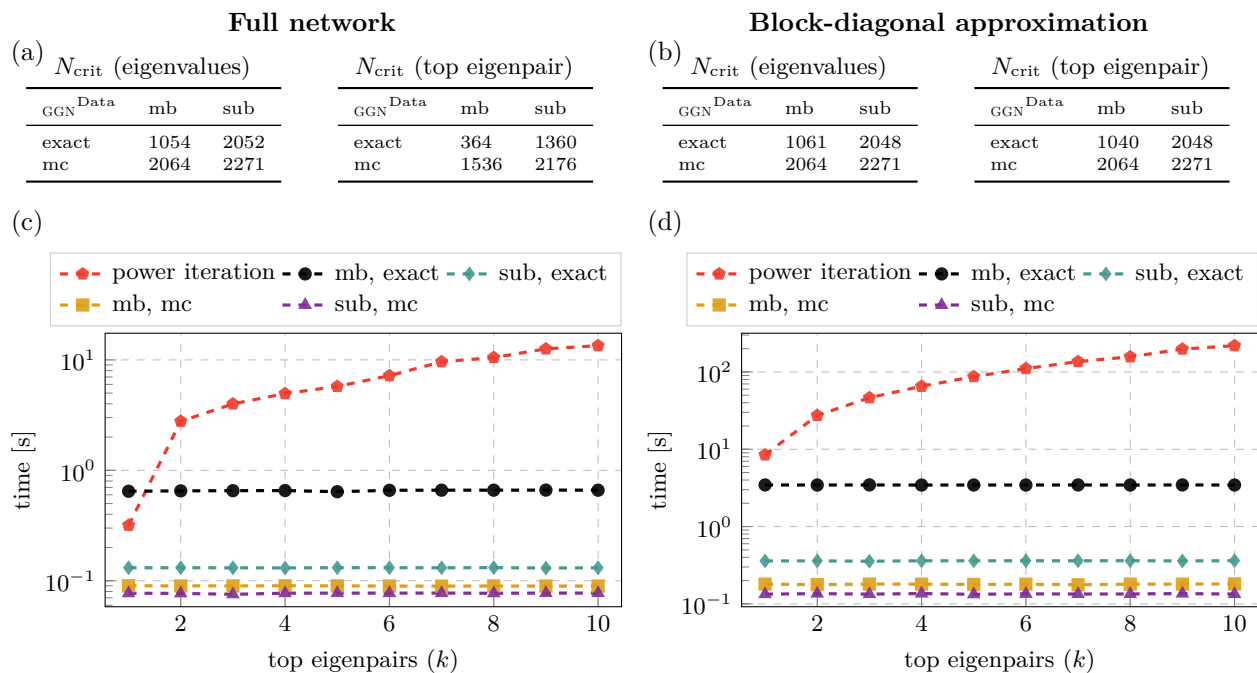 Full network
Block-diagonal approximation
(a)
N_crit (eigenvalues)
GGN Data mb sub
exact 1054 2052
mc 2064 2271
N_crit (top eigenpair)
GGN Data mb sub
exact 364 1360
mc 1536 2176
(b)
N_crit (eigenvalues)
GGN Data mb sub
exact 1061 2048
mc 2064 2271
N_crit (top eigenpair)
GGN Data mb sub
exact 1040 2048
mc 2064 2271
(c)
power iteration mb, exact sub, exact
mb, mc sub, mc
10^1
10^0
10^−1
time [s]
2 4 6 8 10
top eigenpairs (k)
(d)
power iteration mb, exact sub, exact
mb, mc sub, mc
10^2
10^1
10^0
10^−1
time [s]
2 4 6 8 10
top eigenpairs (k)